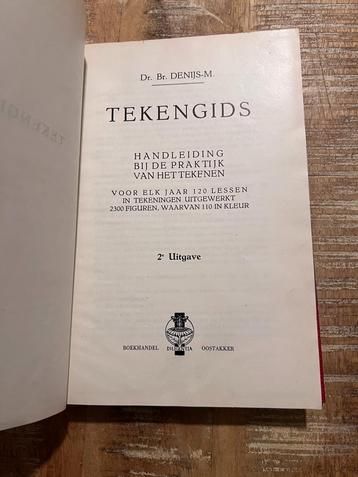 Dr. Br. DENIJS-M.
TEKENGIDS
HANDLEIDING
BIJ DE PRAKTIJK
VAN HET TEKENEN
VOOR ELK JAAR 120 LESSEN
IN TEKENINGEN UITGEWERKT
2300 FIGUREN, WAARVAN 110 IN KLEUR
2e Uitgave
BOEKHANDEL OOSTAKKER